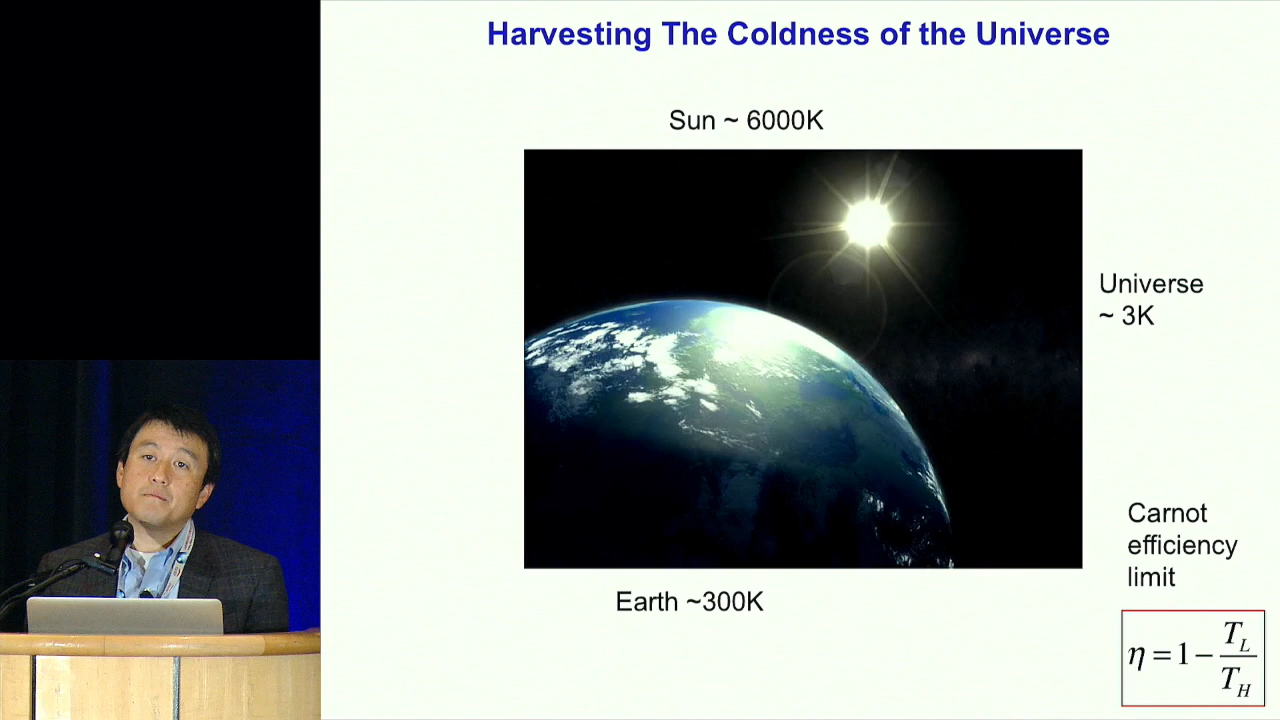 Harvesting The Coldness of the Universe
Sun ~ 6000K
Universe
~ 3K
Carnot
efficiency
limit
Earth ~300K
η = 1 − T_L / T_H